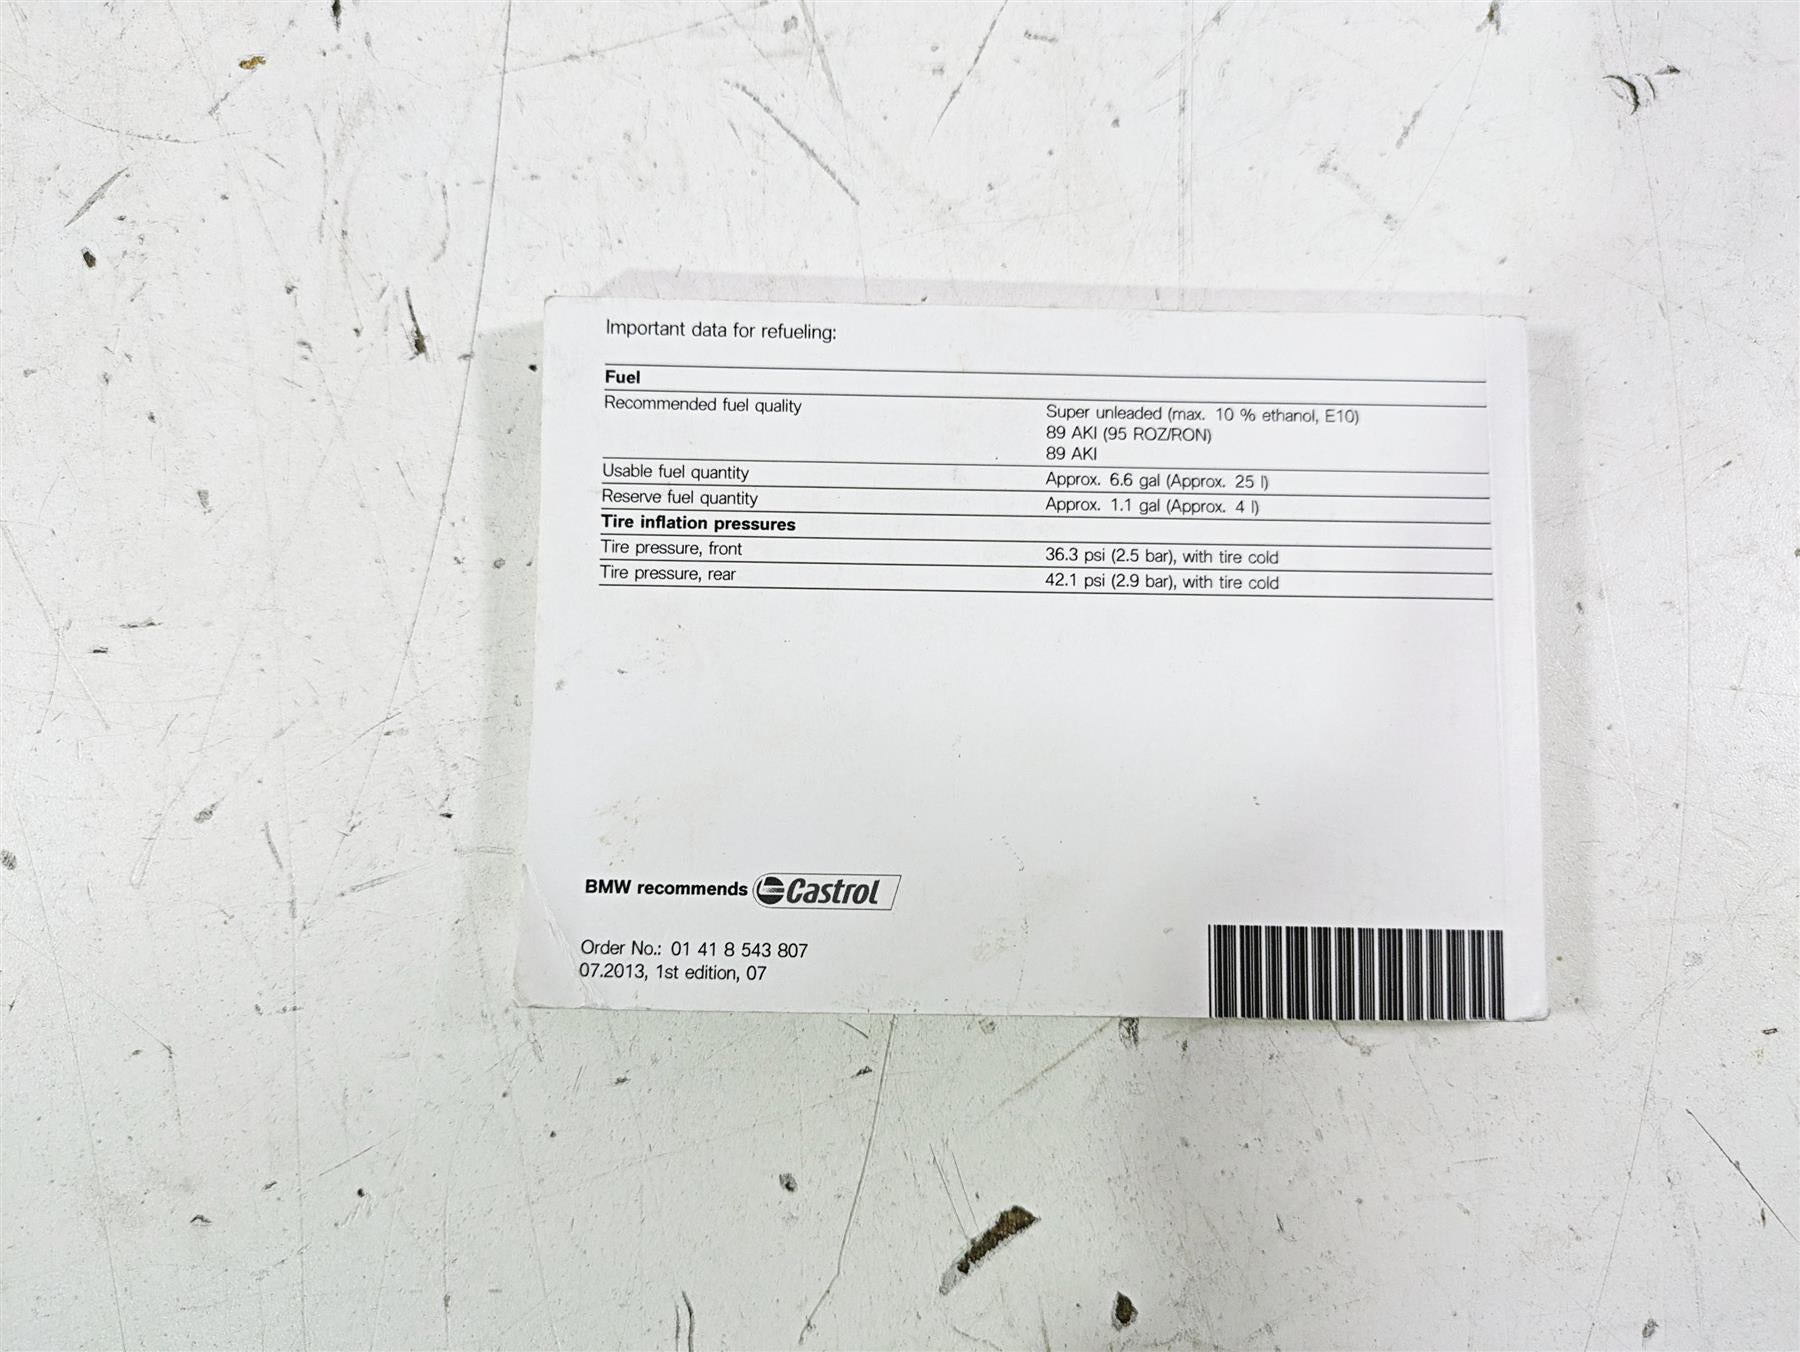 Important data for refueling:
Fuel
Recommended fuel quality Super unleaded (max. 10 % ethanol, E10)
89 AKI (95 ROZ/RON)
89 AKI
Usable fuel quantity Approx. 6.6 gal (Approx. 25 l)
Reserve fuel quantity Approx. 1.1 gal (Approx. 4 l)
Tire inflation pressures
Tire pressure, front 36.3 psi (2.5 bar), with tire cold
Tire pressure, rear 42.1 psi (2.9 bar), with tire cold
BMW recommends Castrol
Order No.: 01 41 8 543 807
07.2013, 1st edition, 07